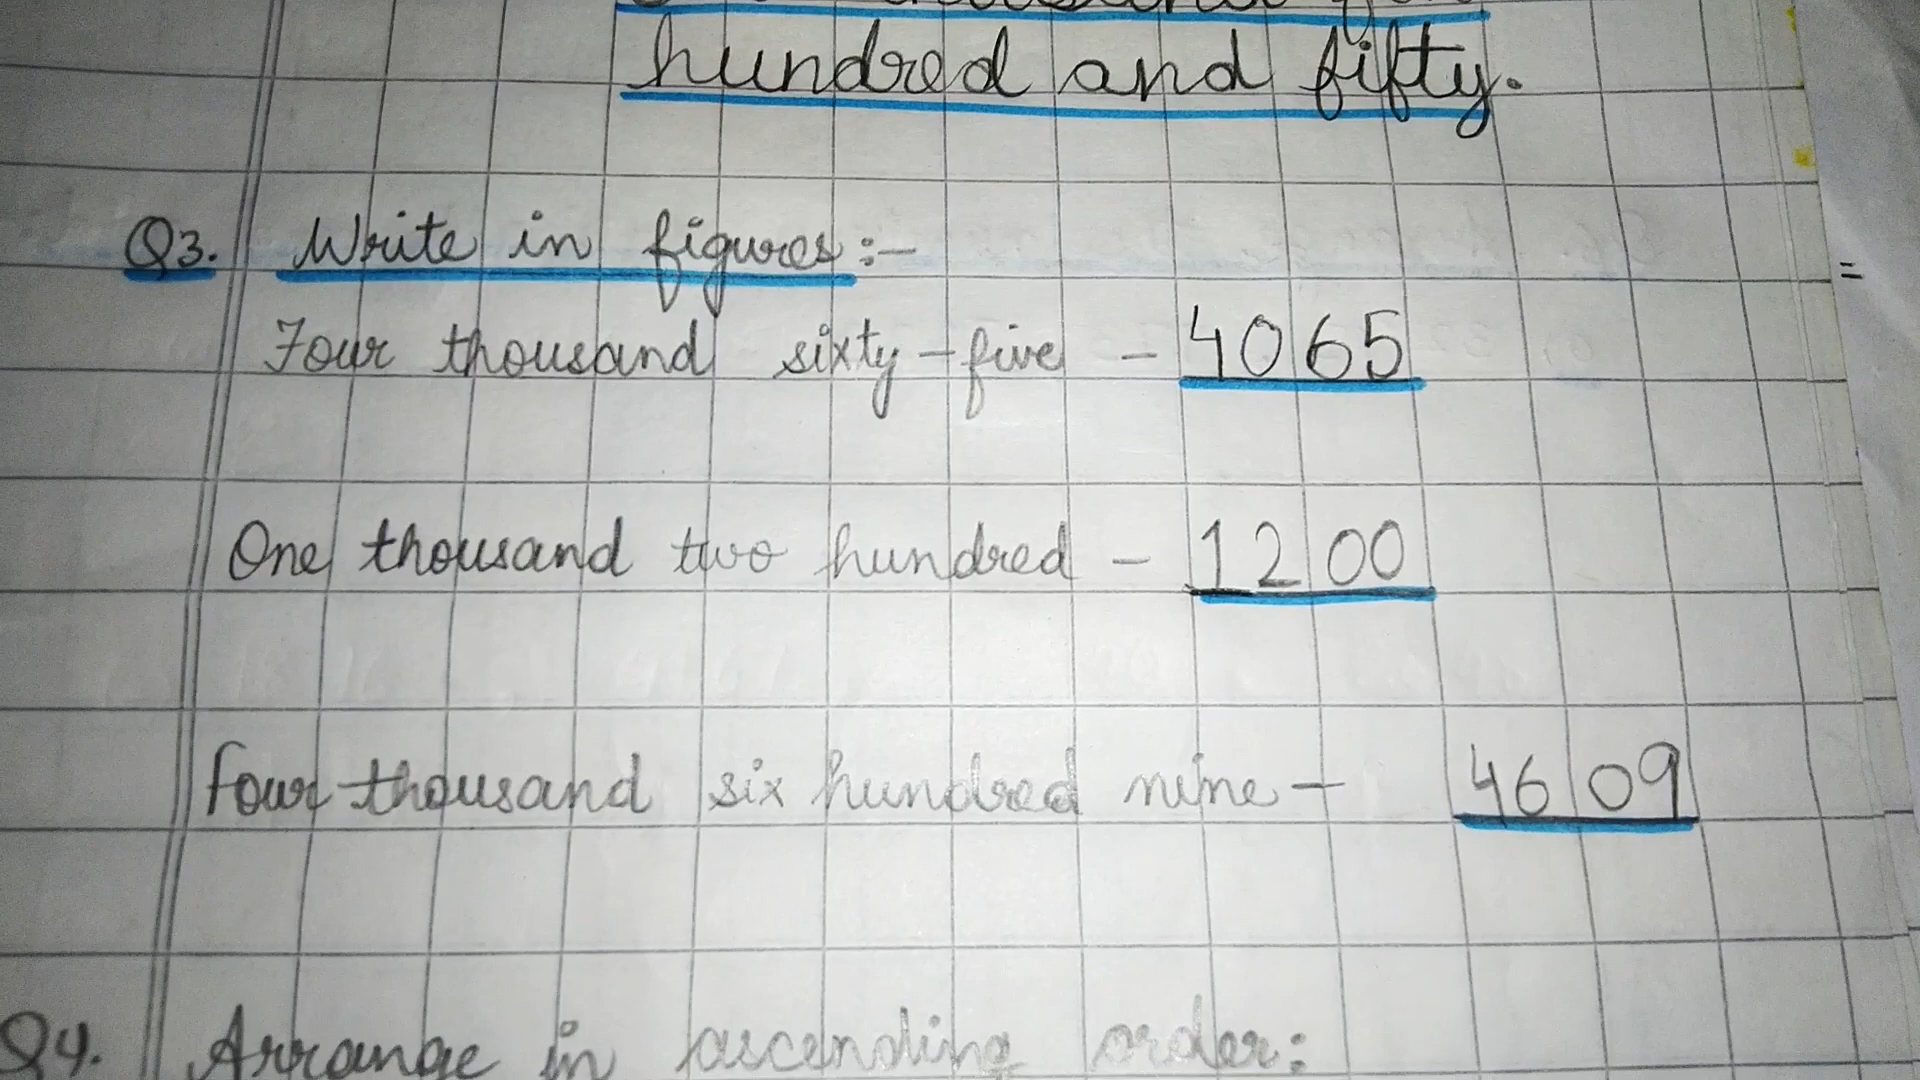 hundred and fifty.
Q3. Write in figures:-
Four thousand sixty-five - 4065
One thousand two hundred - 1200
four thousand six hundred nine - 4609
Q4. Arrange in ascending order: